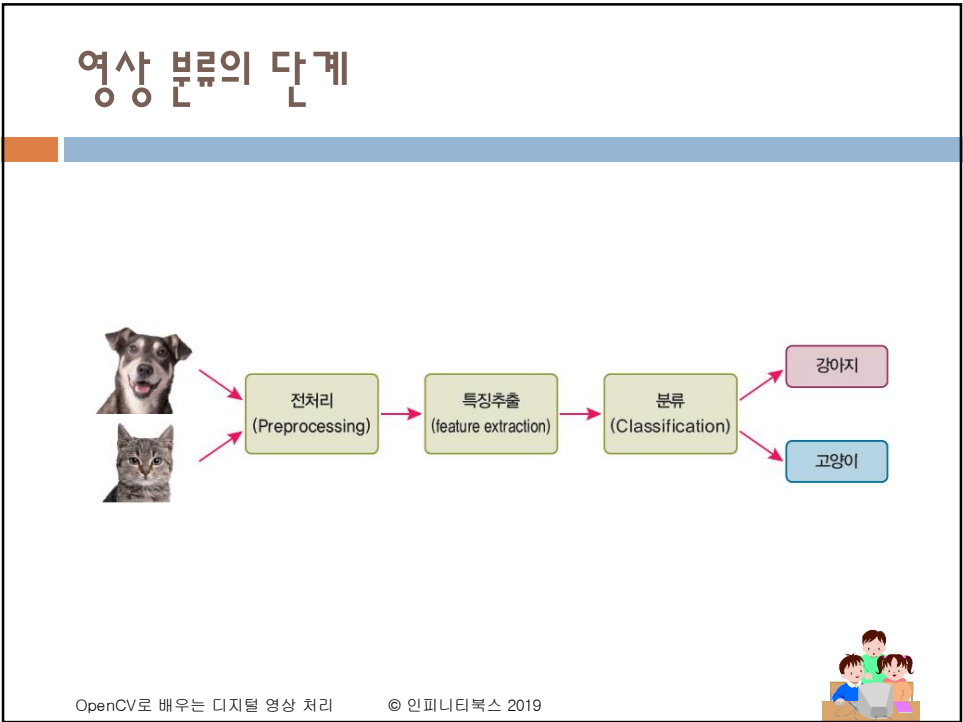 영상 분류의 단계
전처리
(Preprocessing)
특징추출
(feature extraction)
분류
(Classification)
강아지
고양이
OpenCV로 배우는 디지털 영상 처리 © 인피니티북스 2019